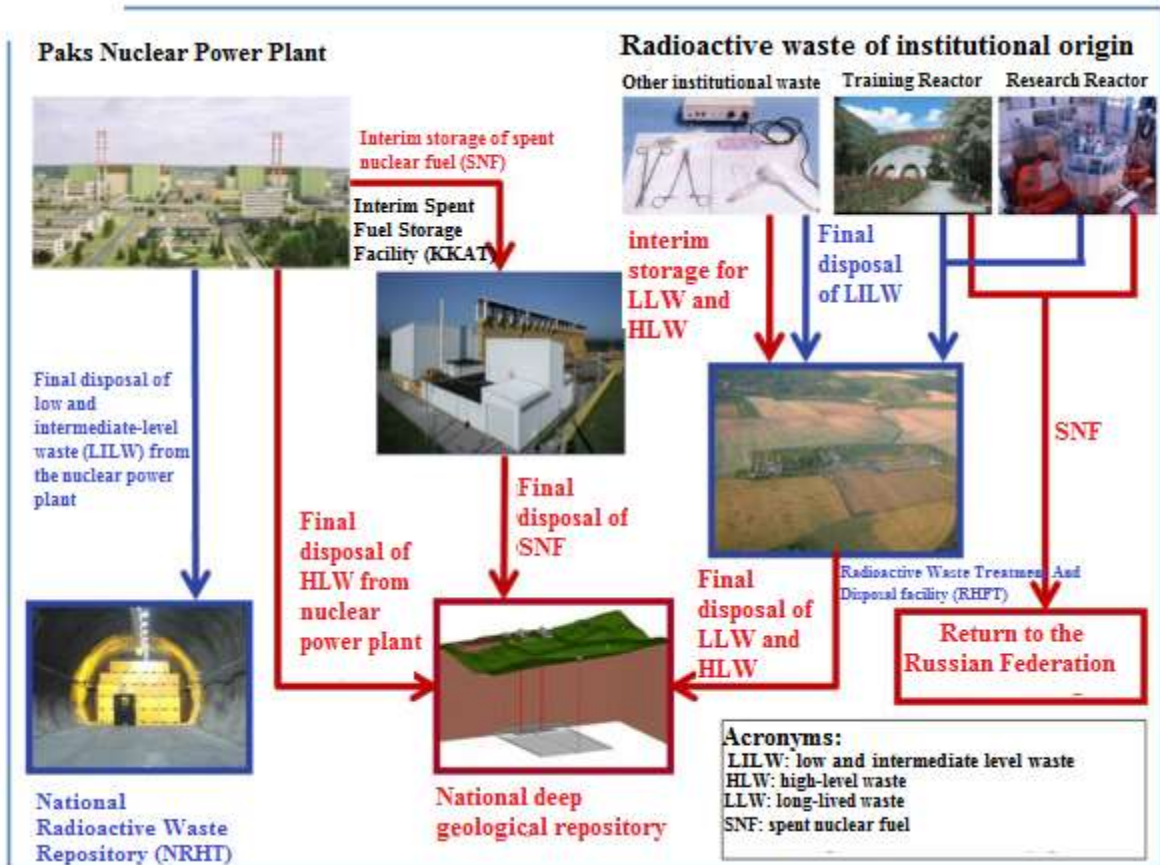 Paks Nuclear Power Plant
Radioactive waste of institutional origin
Other institutional waste
Training Reactor
Research Reactor
Interim storage of spent
nuclear fuel (SNF)
Interim Spent
Fuel Storage
Facility (KKAT)
interim
storage for
LLW and
HLW
Final
disposal
of LILW
Final disposal of
low and
intermediate-level
waste (LILW) from
the nuclear power
plant
SNF
Final
disposal of
HLW from
nuclear
power plant
Final
disposal of
SNF
Final
disposal of
LLW and
HLW
Radioactive Waste Treatment And
Disposal facility (RHFT)
Return to the
Russian Federation
National
Radioactive Waste
Repository (NRHT)
National deep
geological repository
Acronyms:
LILW: low and intermediate level waste
HLW: high-level waste
LLW: long-lived waste
SNF: spent nuclear fuel